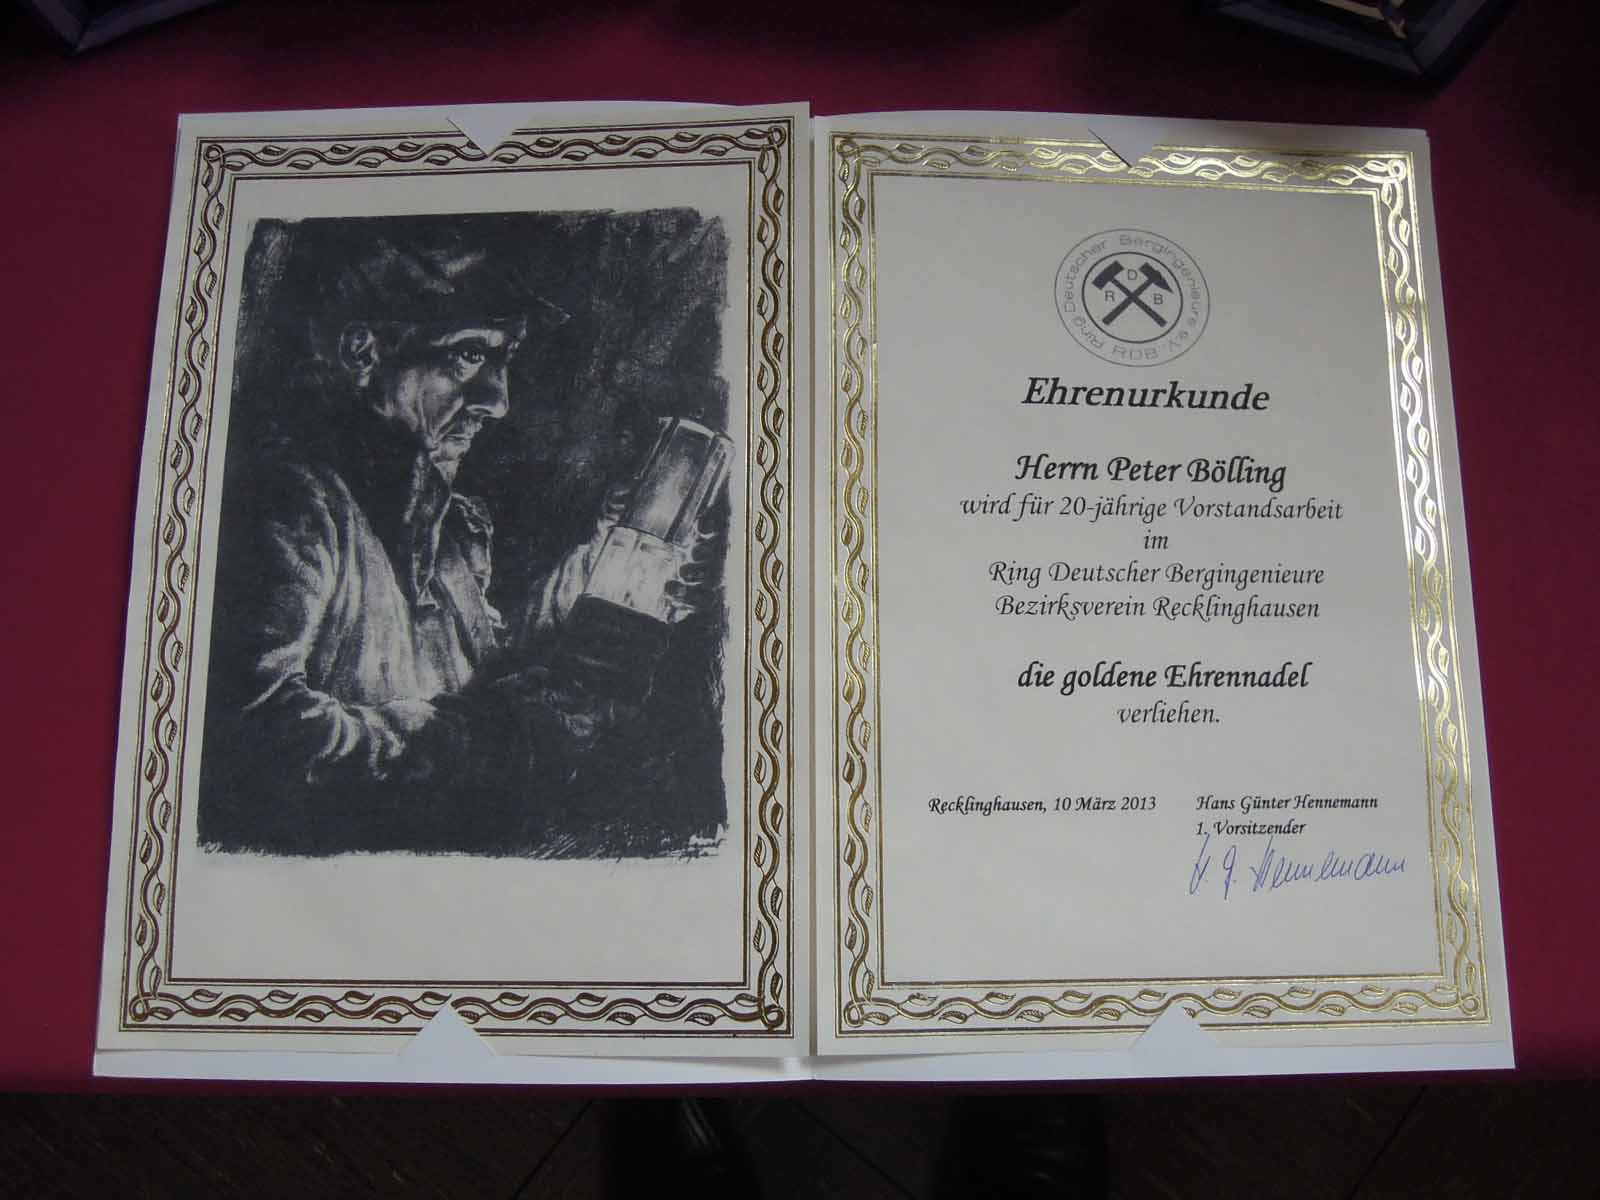 Ring Deutscher Bergingenieure e.V.
RDB
D
R B
Ehrenurkunde
Herrn Peter Bölling
wird für 20-jährige Vorstandsarbeit
im
Ring Deutscher Bergingenieure
Bezirksverein Recklinghausen
die goldene Ehrennadel
verliehen.
Recklinghausen, 10 März 2013
Hans Günter Hennemann
1. Vorsitzender
H. G. Hennemann